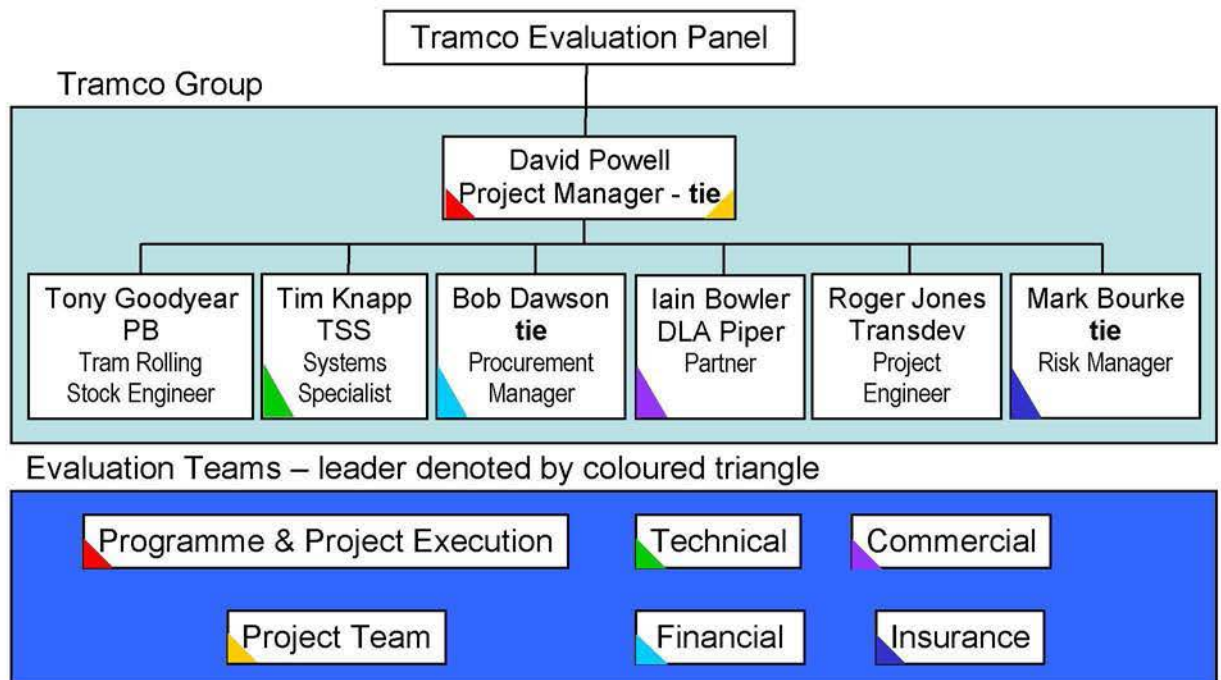 Tramco Evaluation Panel
Tramco Group
David Powell
Project Manager - tie
Tony Goodyear
PB
Tram Rolling
Stock Engineer
Tim Knapp
TSS
Systems
Specialist
Bob Dawson
tie
Procurement
Manager
Iain Bowler
DLA Piper
Partner
Roger Jones
Transdev
Project
Engineer
Mark Bourke
tie
Risk Manager
Evaluation Teams – leader denoted by coloured triangle
Programme & Project Execution
Technical
Commercial
Project Team
Financial
Insurance